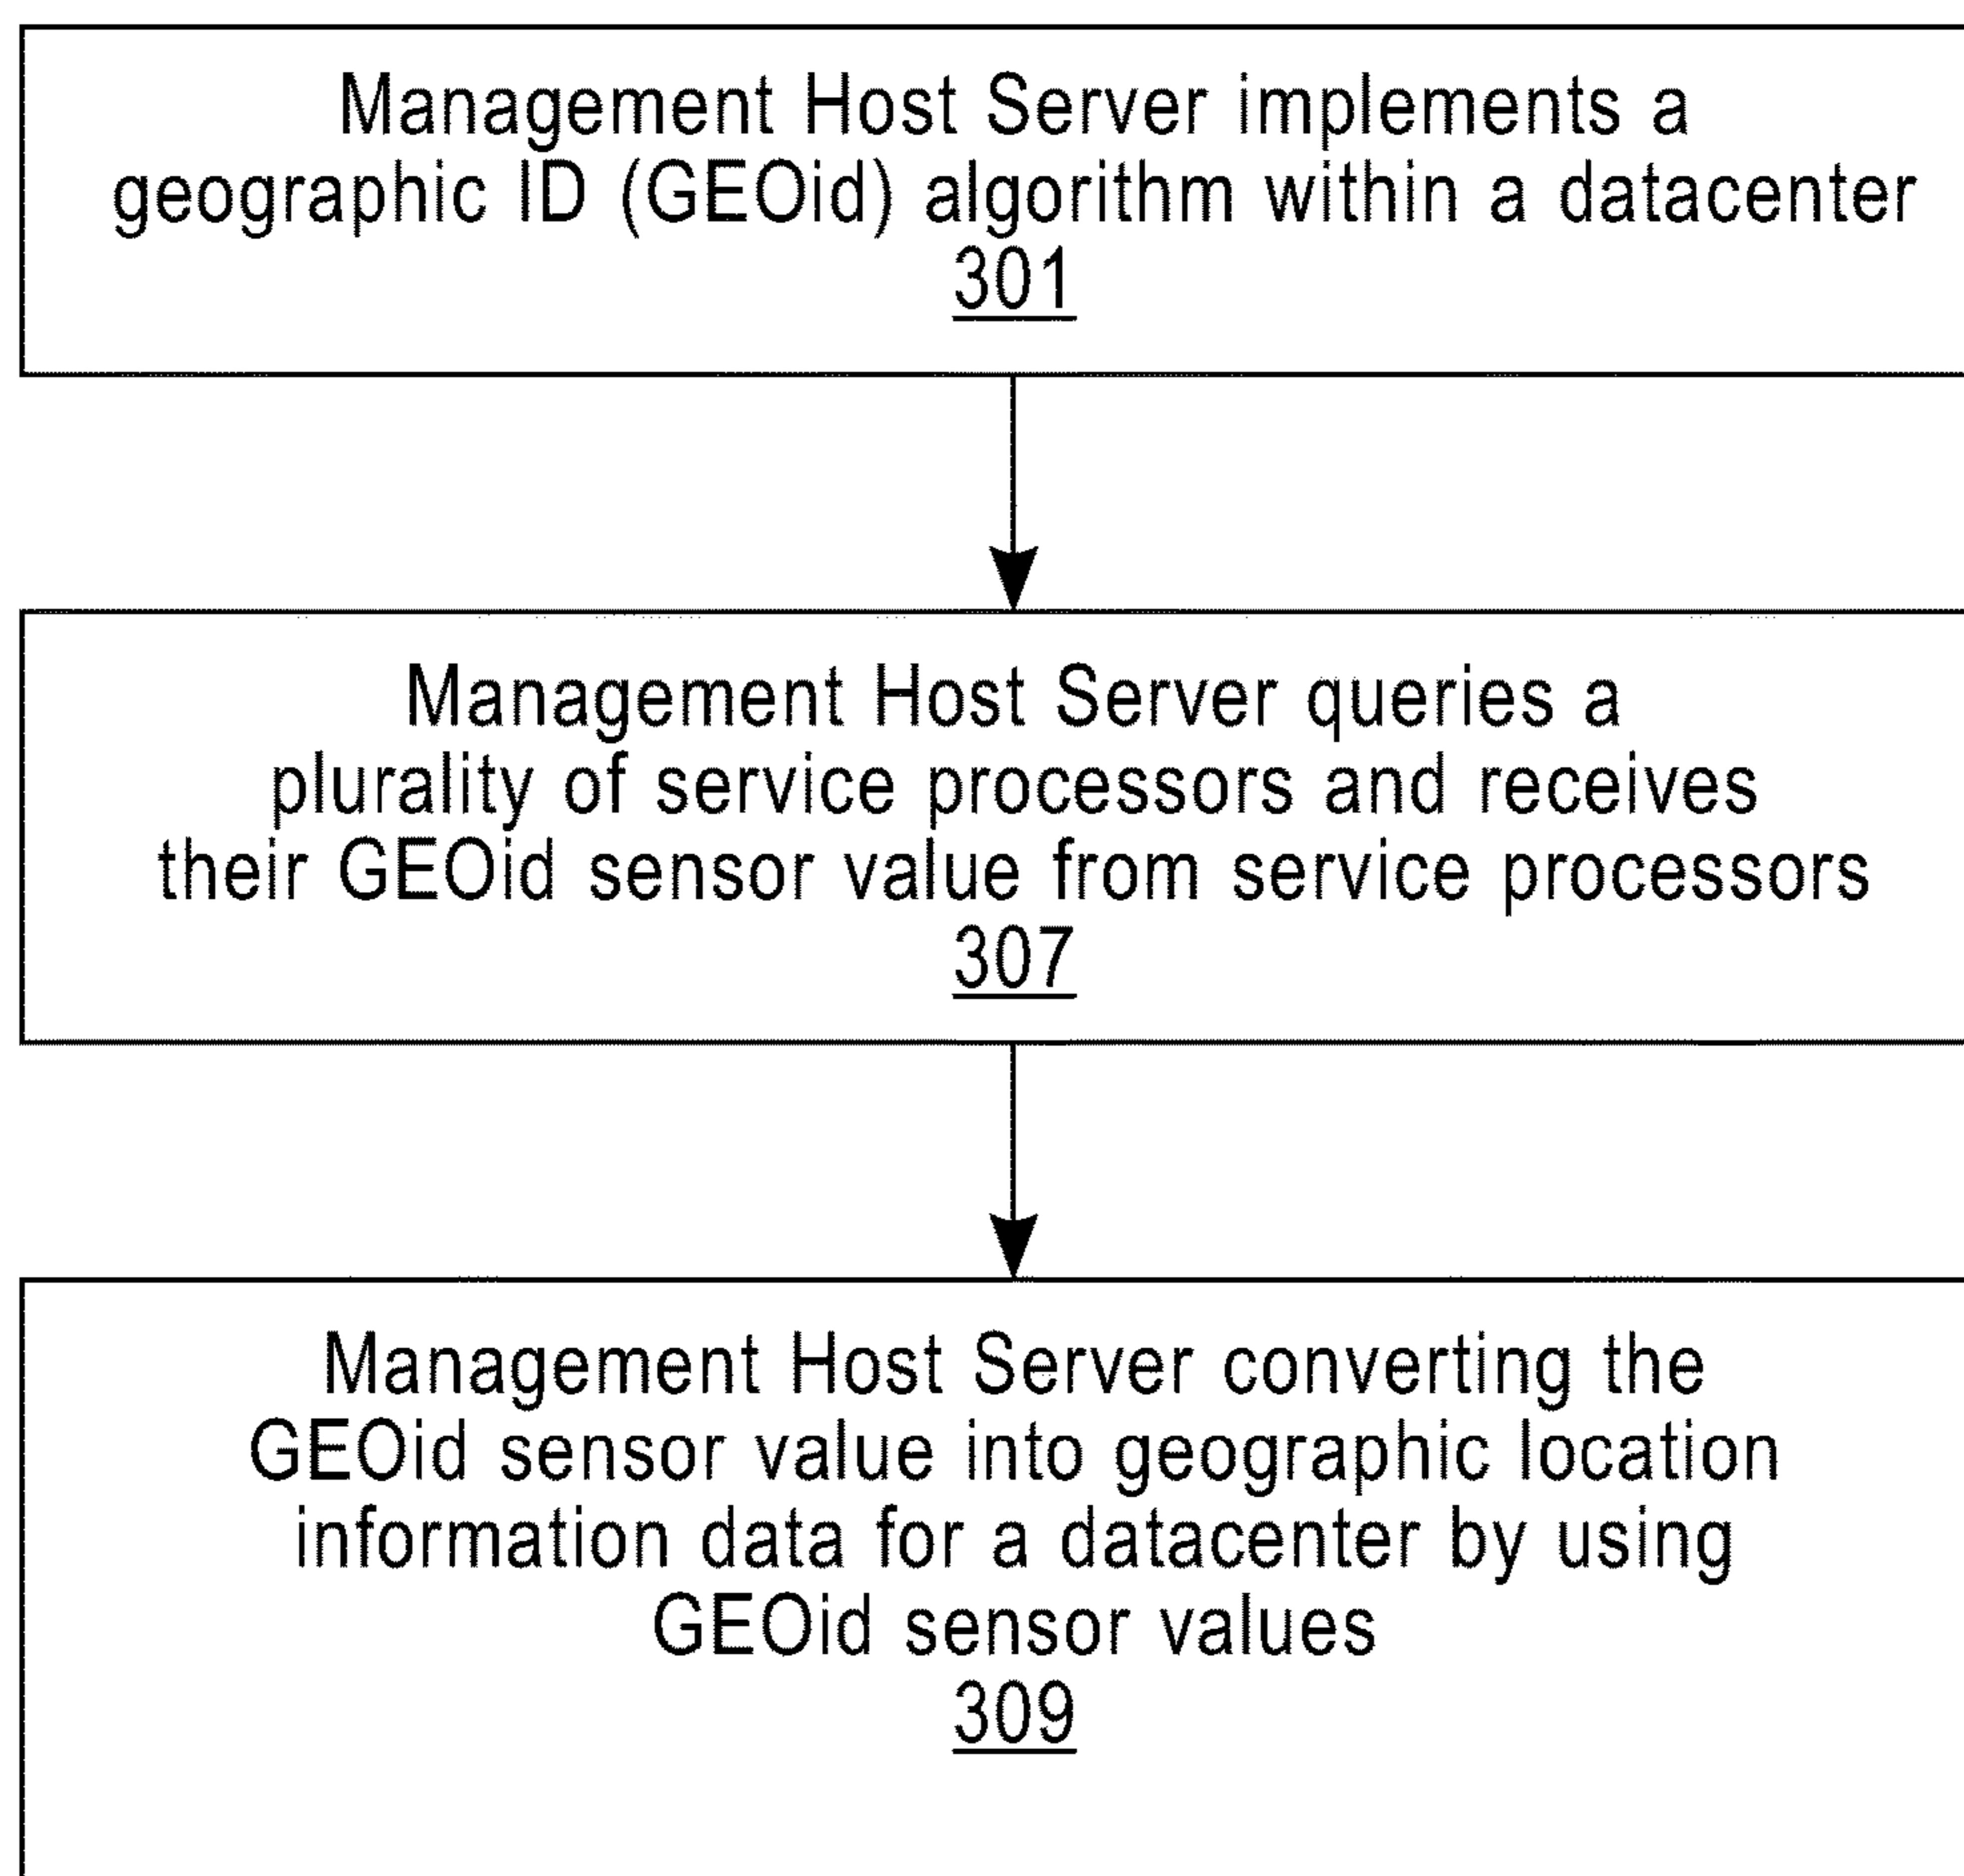 Management Host Server implements a
geographic ID (GEOid) algorithm within a datacenter
301
Management Host Server queries a
plurality of service processors and receives
their GEOid sensor value from service processors
307
Management Host Server converting the
GEOid sensor value into geographic location
information data for a datacenter by using
GEOid sensor values
309